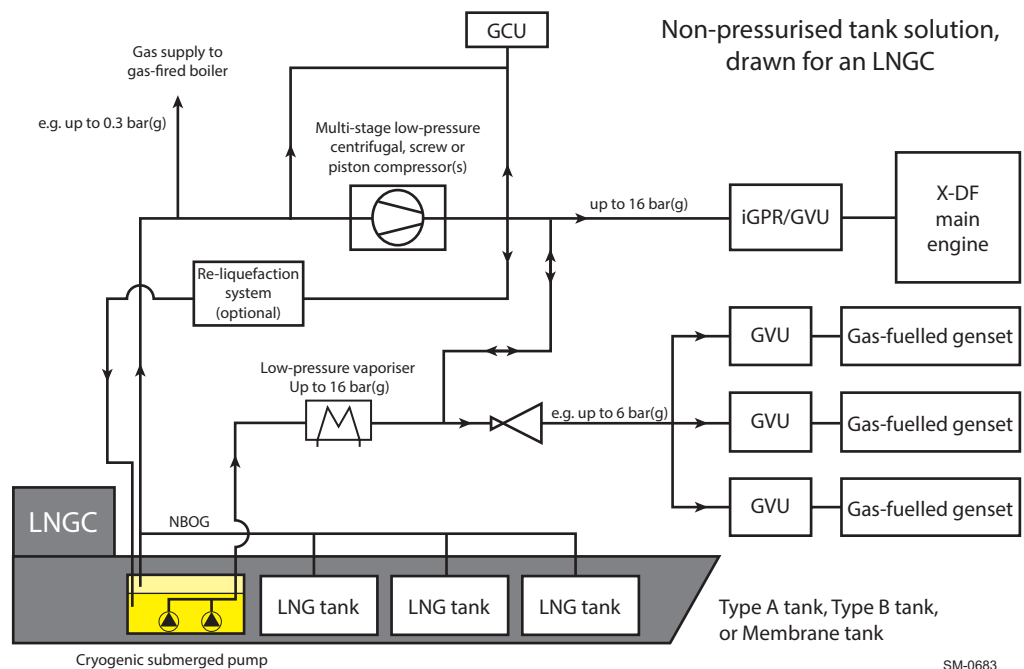 Non-pressurised tank solution,
drawn for an LNGC
GCU
Gas supply to
gas-fired boiler
e.g. up to 0.3 bar(g)
Multi-stage low-pressure
centrifugal, screw or
piston compressor(s)
up to 16 bar(g)
iGPR/GVU
X-DF
main
engine
Re-liquefaction
system
(optional)
Low-pressure vaporiser
Up to 16 bar(g)
e.g. up to 6 bar(g)
GVU
Gas-fuelled genset
GVU
Gas-fuelled genset
GVU
Gas-fuelled genset
LNGC
NBOG
LNG tank
LNG tank
LNG tank
Type A tank, Type B tank,
or Membrane tank
Cryogenic submerged pump
SM-0683